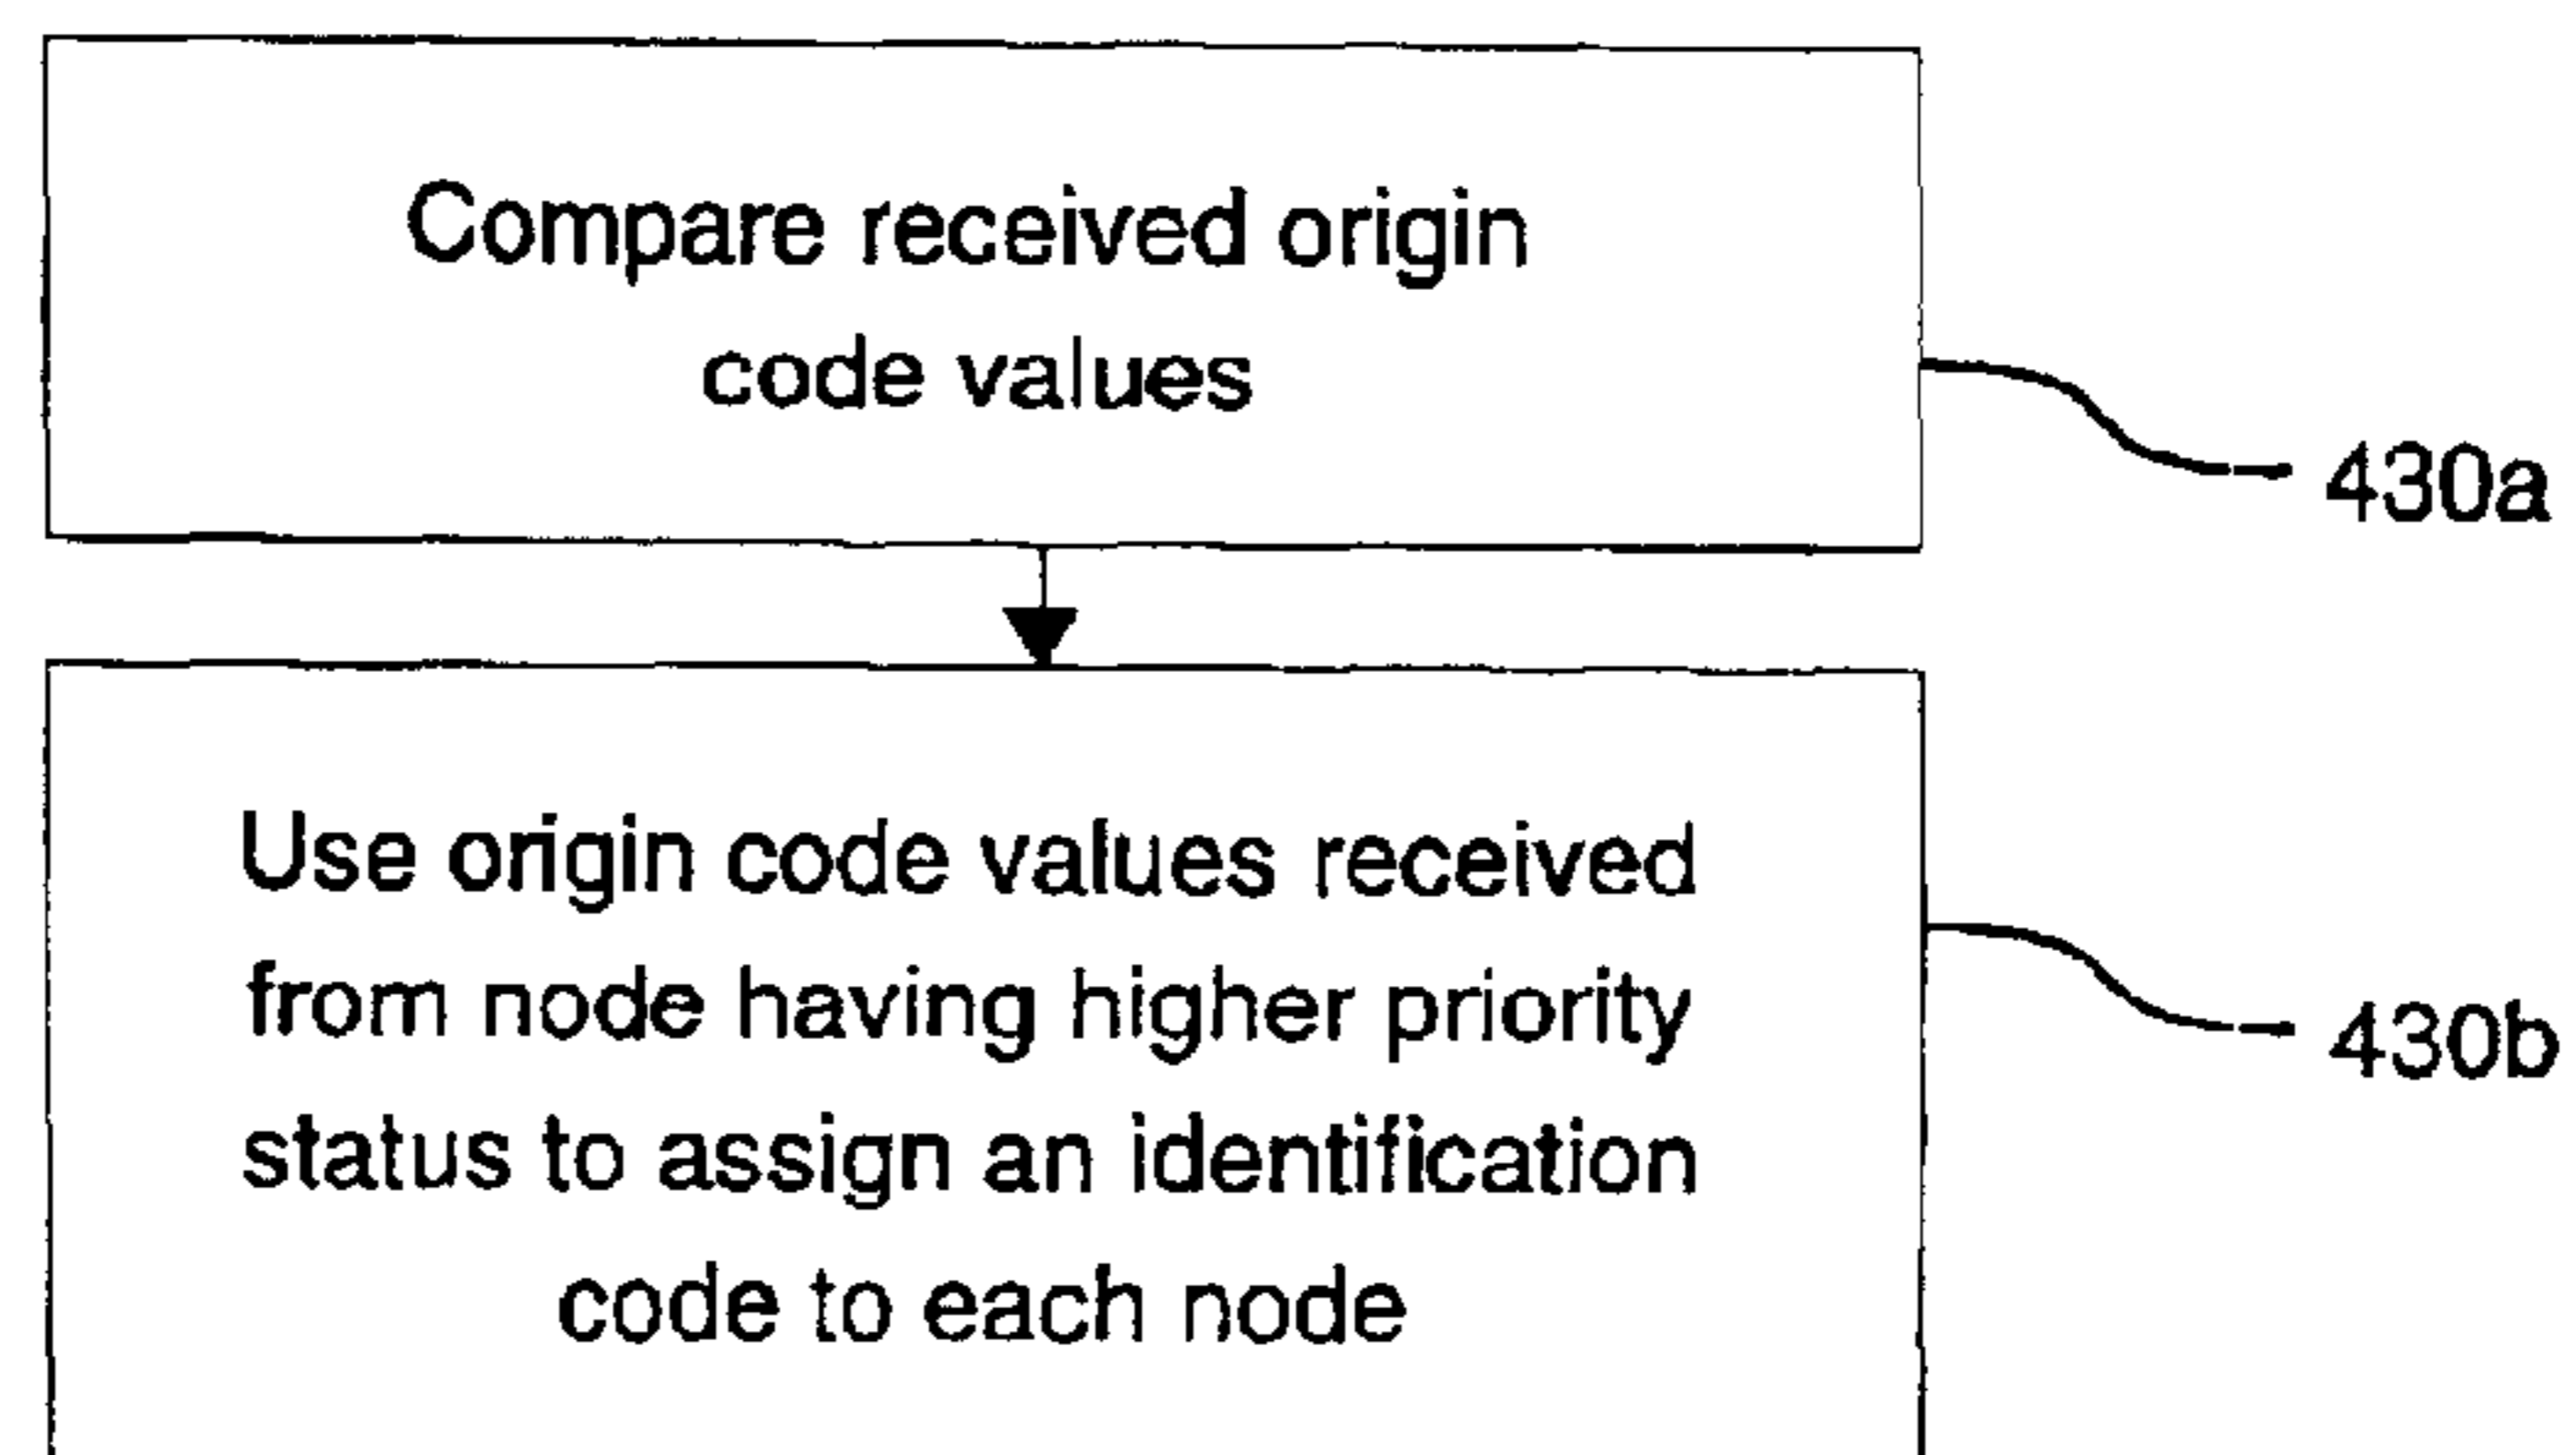 Compare received origin
code values
430a
Use origin code values received
from node having higher priority
status to assign an identification
code to each node
430b